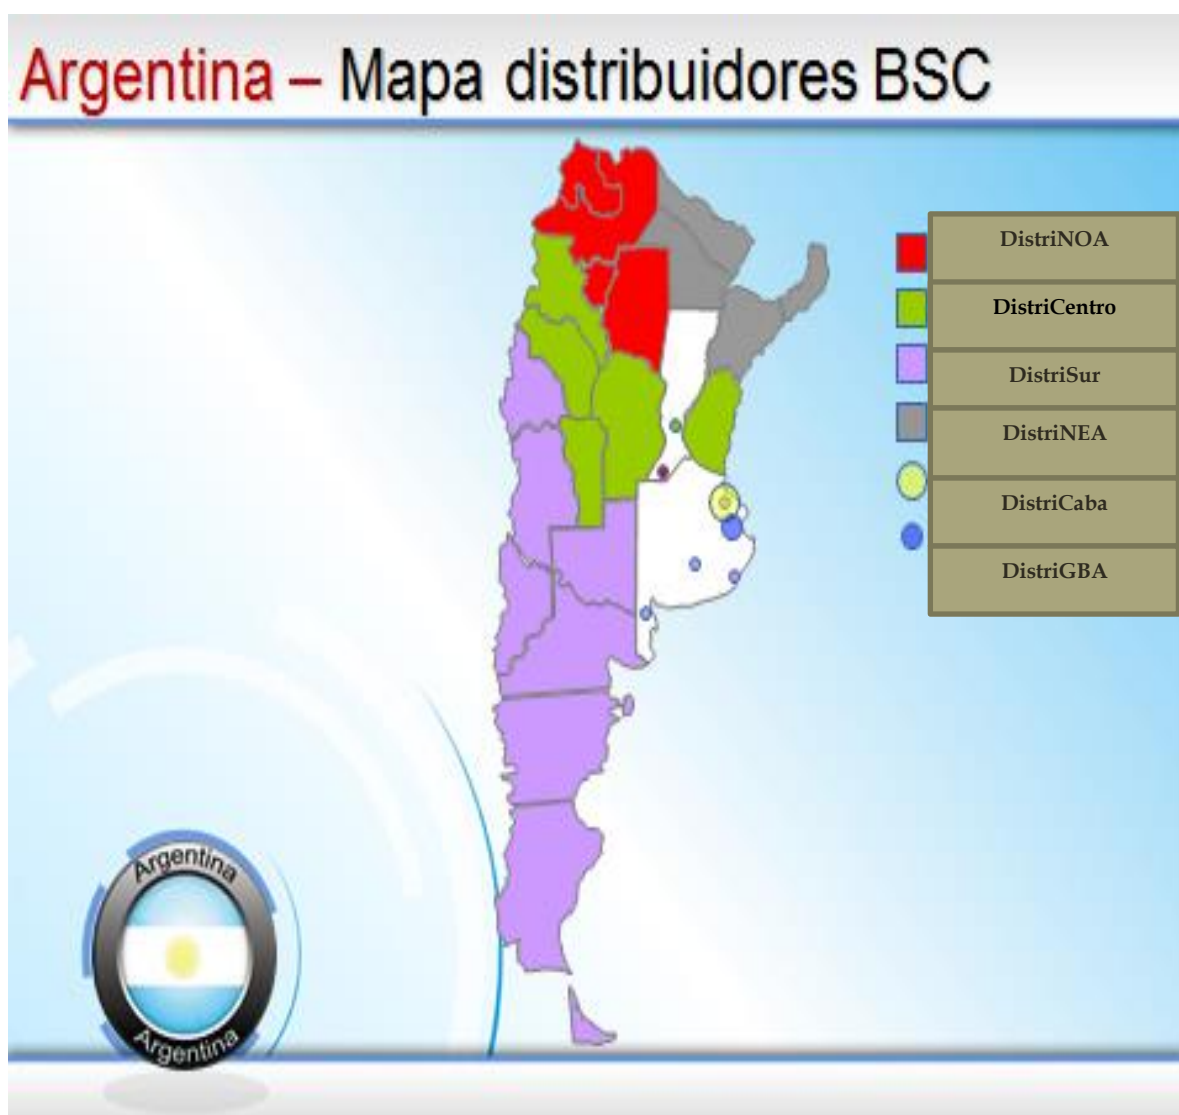 Argentina – Mapa distribuidores BSC
DistriNOA
DistriCentro
DistriSur
DistriNEA
DistriCaba
DistriGBA
Argentina
Argentina